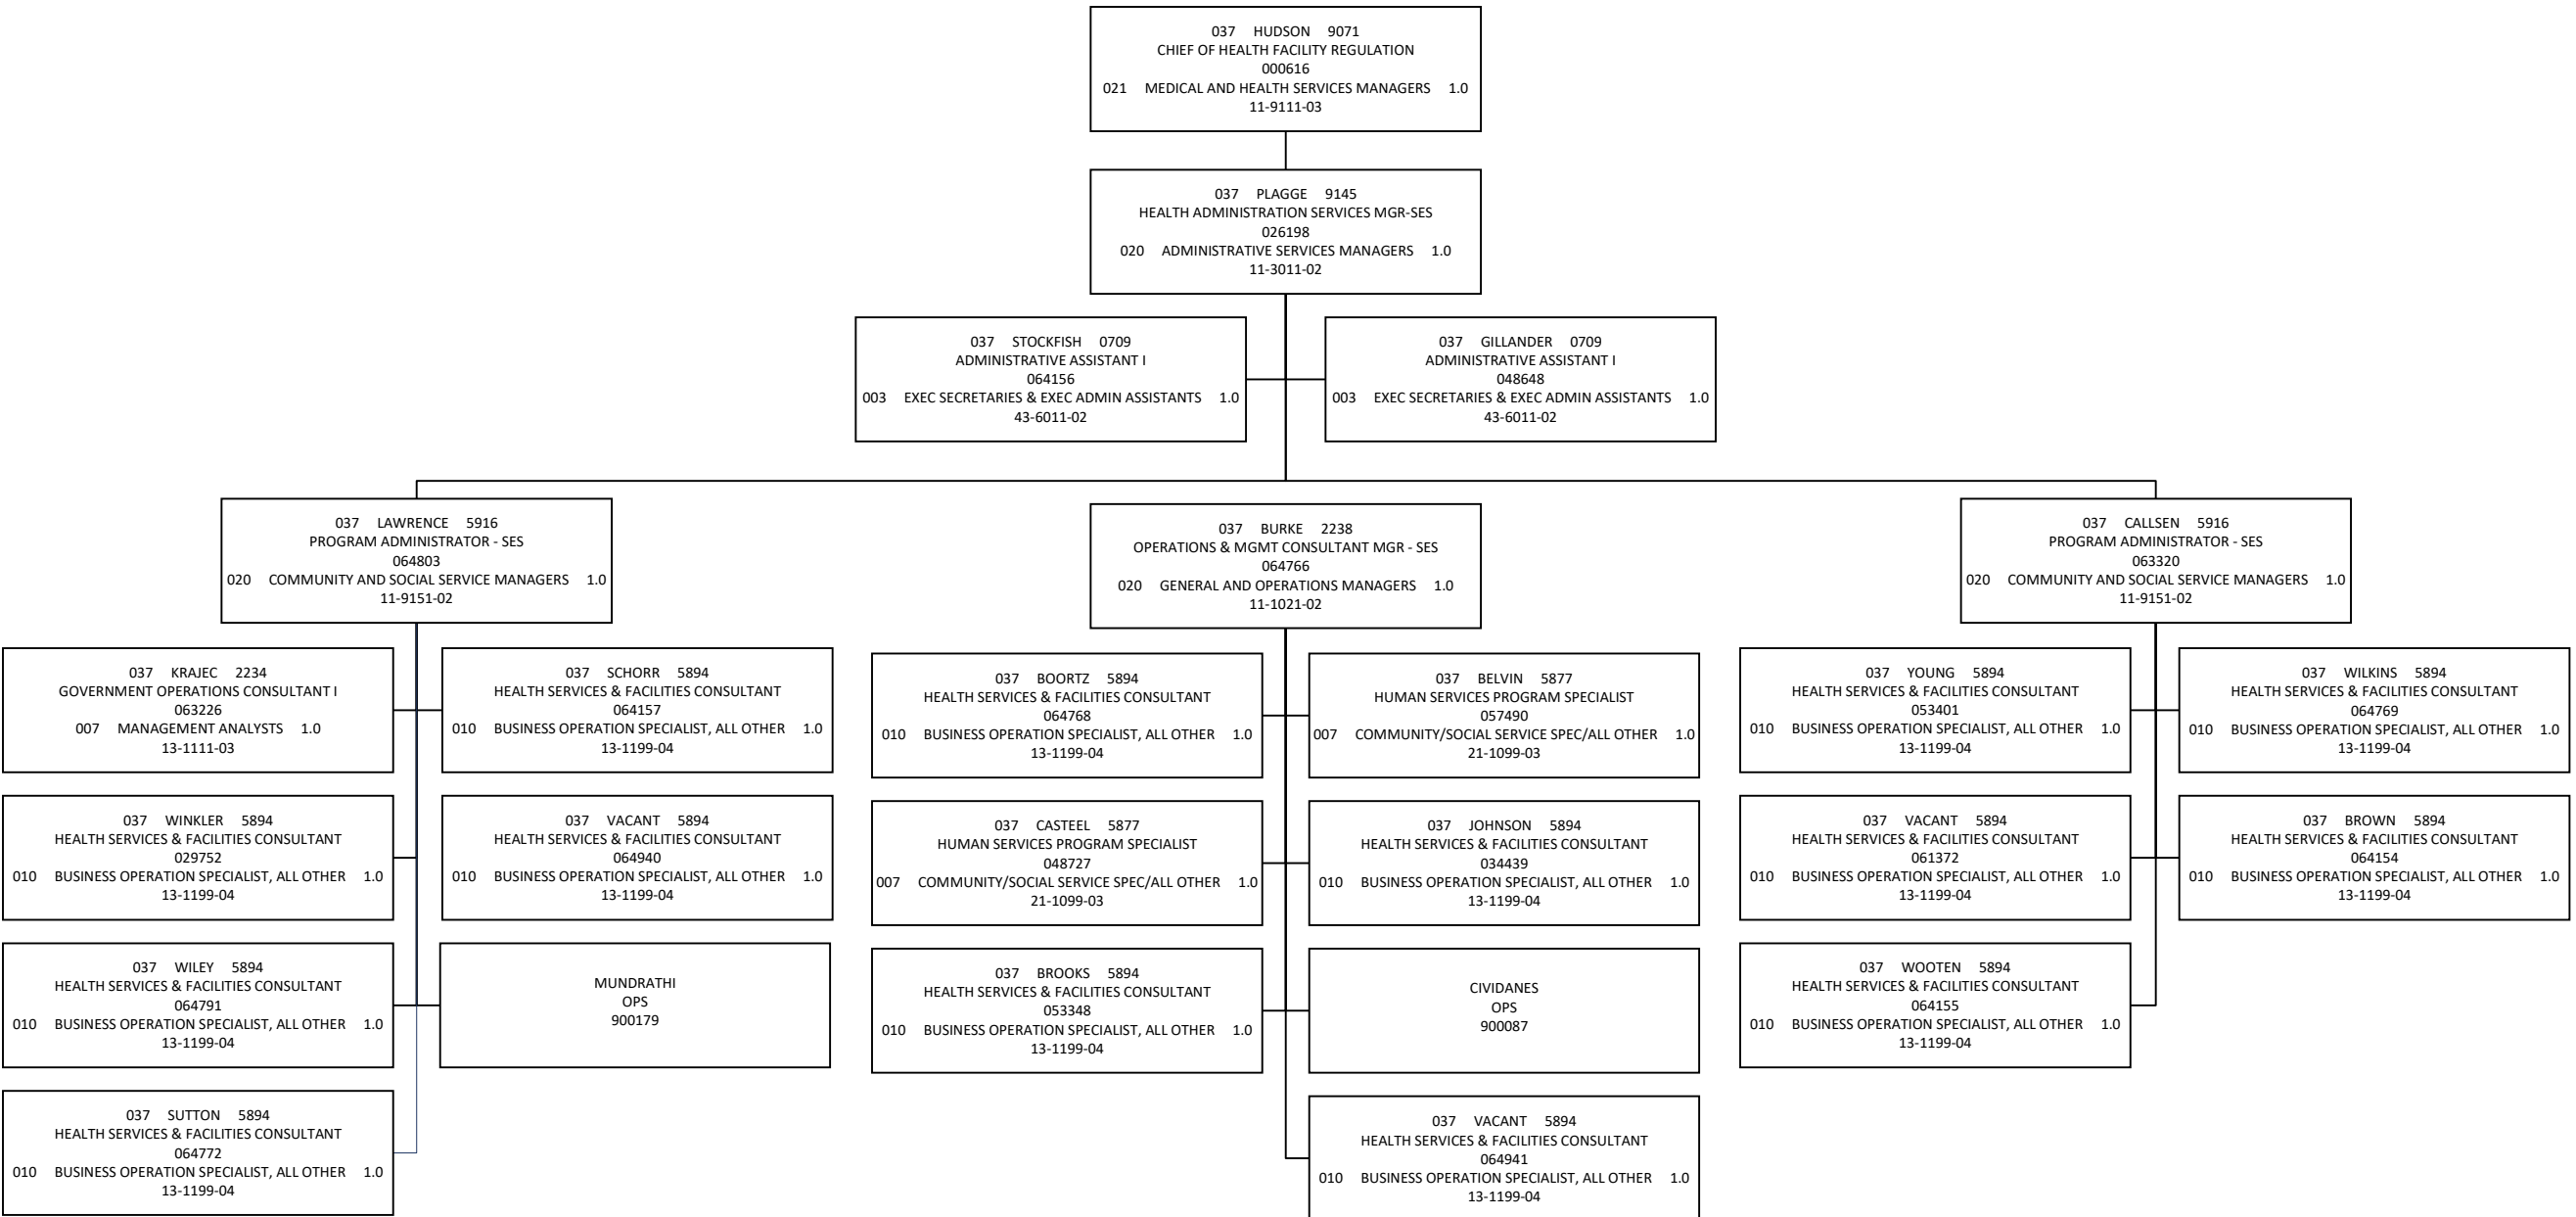 037 HUDSON 9071
CHIEF OF HEALTH FACILITY REGULATION
000616
021 MEDICAL AND HEALTH SERVICES MANAGERS 1.0
11-9111-03
037 PLAGGE 9145
HEALTH ADMINISTRATION SERVICES MGR-SES
026198
020 ADMINISTRATIVE SERVICES MANAGERS 1.0
11-3011-02
037 STOCKFISH 0709
ADMINISTRATIVE ASSISTANT I
064156
003 EXEC SECRETARIES & EXEC ADMIN ASSISTANTS 1.0
43-6011-02
037 GILLANDER 0709
ADMINISTRATIVE ASSISTANT I
048648
003 EXEC SECRETARIES & EXEC ADMIN ASSISTANTS 1.0
43-6011-02
037 LAWRENCE 5916
PROGRAM ADMINISTRATOR - SES
064803
020 COMMUNITY AND SOCIAL SERVICE MANAGERS 1.0
11-9151-02
037 BURKE 2238
OPERATIONS & MGMT CONSULTANT MGR - SES
064766
020 GENERAL AND OPERATIONS MANAGERS 1.0
11-1021-02
037 CALLSEN 5916
PROGRAM ADMINISTRATOR - SES
063320
020 COMMUNITY AND SOCIAL SERVICE MANAGERS 1.0
11-9151-02
037 KRAJEC 2234
GOVERNMENT OPERATIONS CONSULTANT I
063226
007 MANAGEMENT ANALYSTS 1.0
13-1111-03
037 SCHORR 5894
HEALTH SERVICES & FACILITIES CONSULTANT
064157
010 BUSINESS OPERATION SPECIALIST, ALL OTHER 1.0
13-1199-04
037 WINKLER 5894
HEALTH SERVICES & FACILITIES CONSULTANT
029752
010 BUSINESS OPERATION SPECIALIST, ALL OTHER 1.0
13-1199-04
037 VACANT 5894
HEALTH SERVICES & FACILITIES CONSULTANT
064940
010 BUSINESS OPERATION SPECIALIST, ALL OTHER 1.0
13-1199-04
037 WILEY 5894
HEALTH SERVICES & FACILITIES CONSULTANT
064791
010 BUSINESS OPERATION SPECIALIST, ALL OTHER 1.0
13-1199-04
MUNDRATHI
OPS
900179
037 SUTTON 5894
HEALTH SERVICES & FACILITIES CONSULTANT
064772
010 BUSINESS OPERATION SPECIALIST, ALL OTHER 1.0
13-1199-04
037 BOORTZ 5894
HEALTH SERVICES & FACILITIES CONSULTANT
064768
010 BUSINESS OPERATION SPECIALIST, ALL OTHER 1.0
13-1199-04
037 BELVIN 5877
HUMAN SERVICES PROGRAM SPECIALIST
057490
007 COMMUNITY/SOCIAL SERVICE SPEC/ALL OTHER 1.0
21-1099-03
037 CASTEEL 5877
HUMAN SERVICES PROGRAM SPECIALIST
048727
007 COMMUNITY/SOCIAL SERVICE SPEC/ALL OTHER 1.0
21-1099-03
037 JOHNSON 5894
HEALTH SERVICES & FACILITIES CONSULTANT
034439
010 BUSINESS OPERATION SPECIALIST, ALL OTHER 1.0
13-1199-04
037 BROOKS 5894
HEALTH SERVICES & FACILITIES CONSULTANT
053348
010 BUSINESS OPERATION SPECIALIST, ALL OTHER 1.0
13-1199-04
CIVIDANES
OPS
900087
037 VACANT 5894
HEALTH SERVICES & FACILITIES CONSULTANT
064941
010 BUSINESS OPERATION SPECIALIST, ALL OTHER 1.0
13-1199-04
037 YOUNG 5894
HEALTH SERVICES & FACILITIES CONSULTANT
053401
010 BUSINESS OPERATION SPECIALIST, ALL OTHER 1.0
13-1199-04
037 WILKINS 5894
HEALTH SERVICES & FACILITIES CONSULTANT
064769
010 BUSINESS OPERATION SPECIALIST, ALL OTHER 1.0
13-1199-04
037 VACANT 5894
HEALTH SERVICES & FACILITIES CONSULTANT
061372
010 BUSINESS OPERATION SPECIALIST, ALL OTHER 1.0
13-1199-04
037 BROWN 5894
HEALTH SERVICES & FACILITIES CONSULTANT
064154
010 BUSINESS OPERATION SPECIALIST, ALL OTHER 1.0
13-1199-04
037 WOOTEN 5894
HEALTH SERVICES & FACILITIES CONSULTANT
064155
010 BUSINESS OPERATION SPECIALIST, ALL OTHER 1.0
13-1199-04